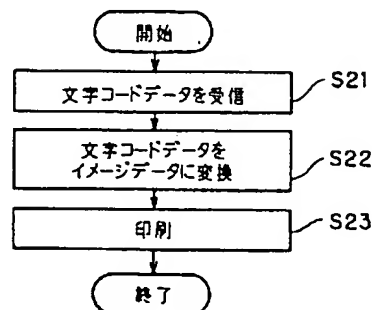 開始
文字コードデータを受信
S21
文字コードデータを
イメージデータに変換
S22
印刷
S23
終了